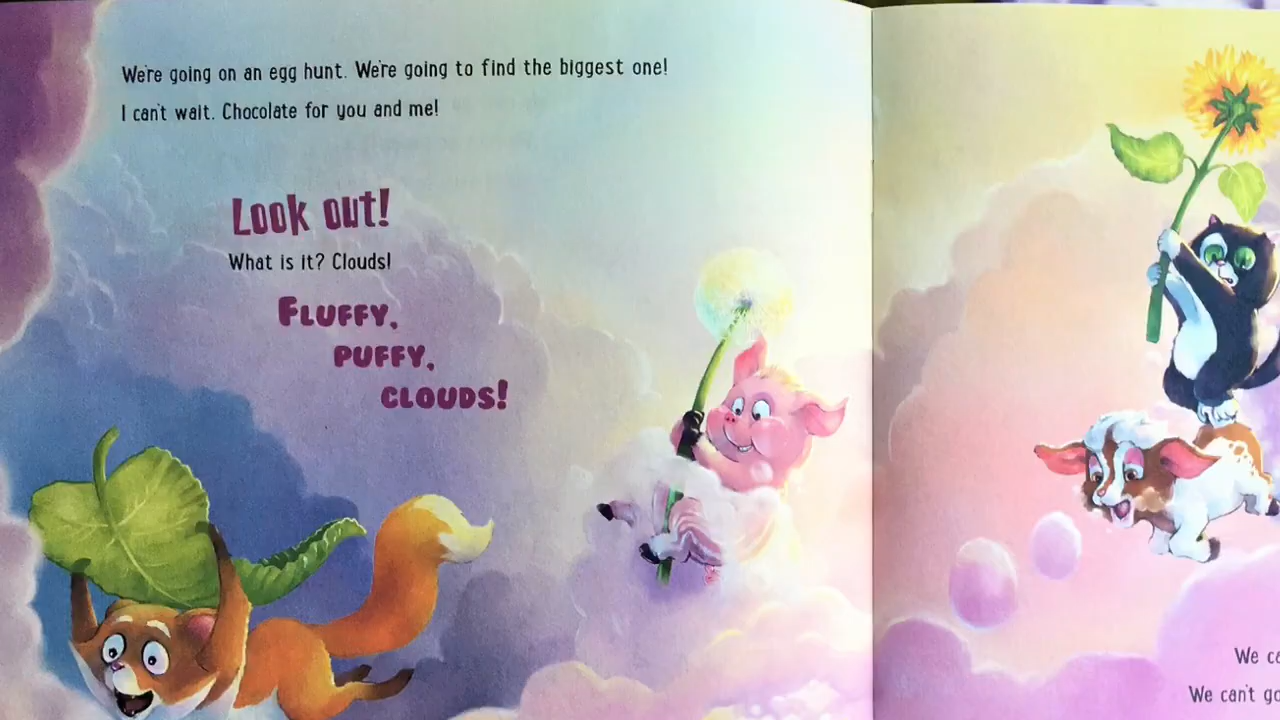 We're going on an egg hunt. We're going to find the biggest one!
I can't wait. Chocolate for you and me!
Look out!
What is it? Clouds!
FLUFFY,
PUFFY,
CLOUDS!
We
We can't